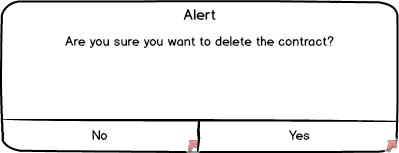 Alert
Are you sure you want to delete the contract?
No
Yes